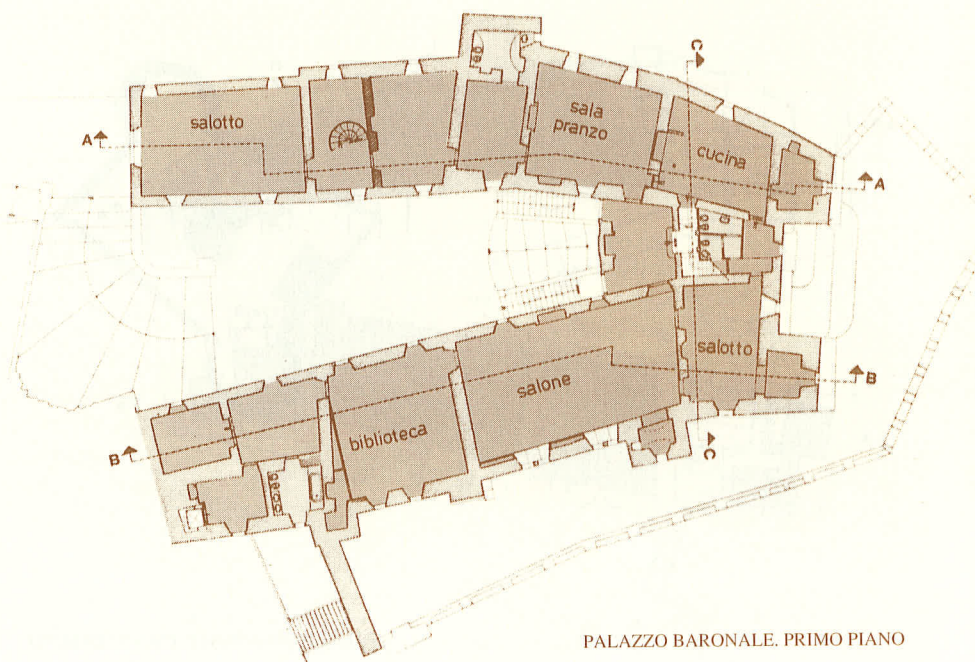 C
salotto
sala
pranzo
cucina
A
A
salotto
salone
biblioteca
B
B
C
PALAZZO BARONALE. PRIMO PIANO